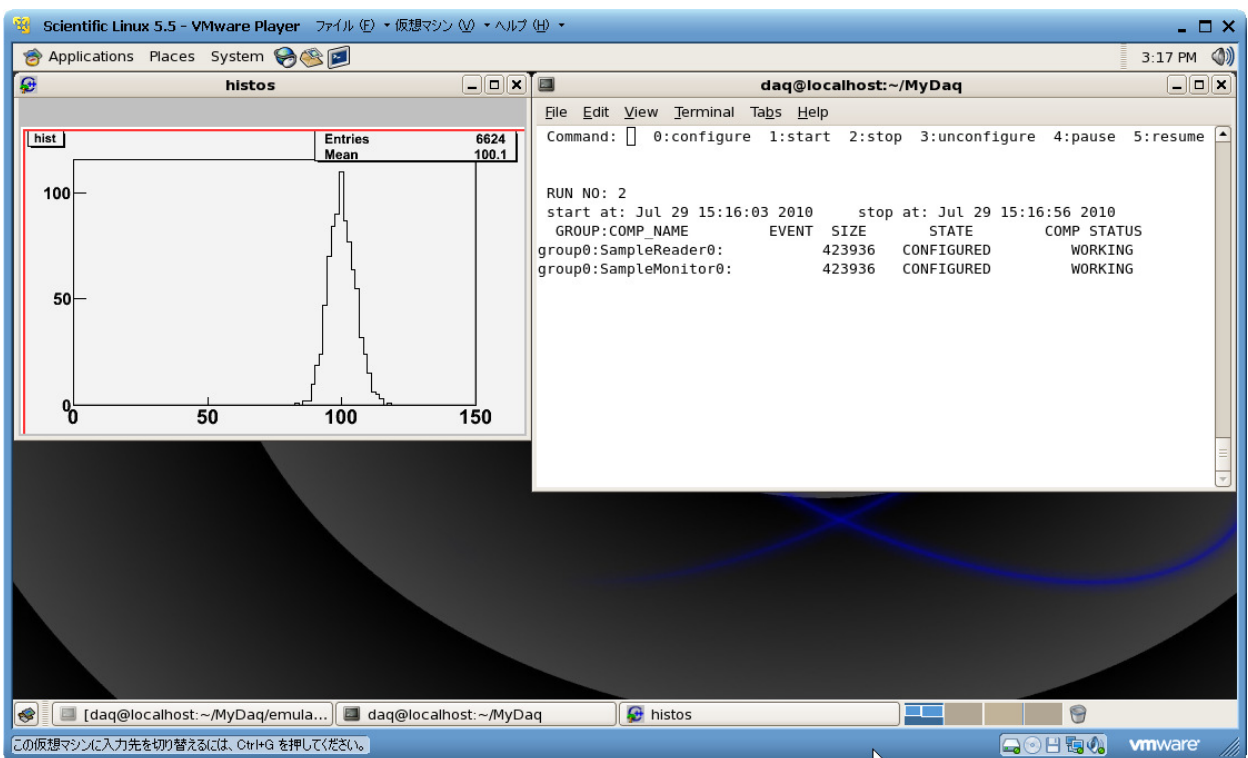 Scientific Linux 5.5 - VMware Player ファイル (F) 仮想マシン (V) ヘルプ (H)
Applications Places System 3:17 PM
histos
hist
Entries 6624
Mean 100.1
100
50
0
0 50 100 150
daq@localhost:~/MyDaq
File Edit View Terminal Tabs Help
Command: 0:configure 1:start 2:stop 3:unconfigure 4:pause 5:resume
RUN NO: 2
start at: Jul 29 15:16:03 2010 stop at: Jul 29 15:16:56 2010
GROUP:COMP_NAME EVENT SIZE STATE COMP STATUS
group0:SampleReader0: 423936 CONFIGURED WORKING
group0:SampleMonitor0: 423936 CONFIGURED WORKING
[daq@localhost:~/MyDaq/emula... daq@localhost:~/MyDaq histos
この仮想マシンに入力先を切り替えるには、Ctrl+G を押してください。 vmware